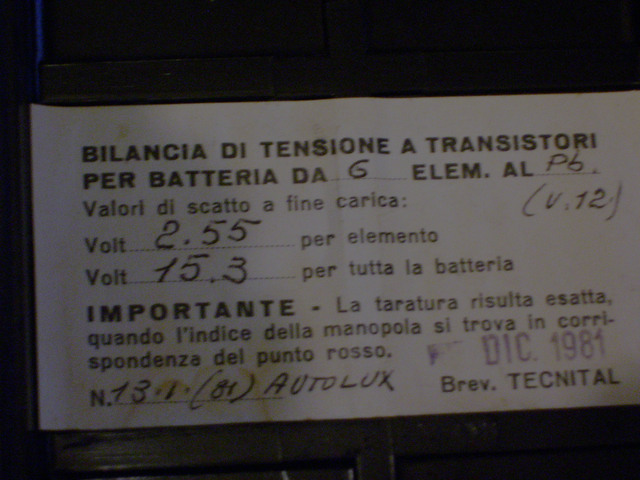 BILANCIA DI TENSIONE A TRANSISTORI
PER BATTERIA DA 6 ELEM. AL Pb.
Valori di scatto a fine carica: (V.12)
Volt 2.55 per elemento
Volt 15.3 per tutta la batteria
IMPORTANTE - La taratura risulta esatta,
quando l'indice della manopola si trova in corri-
spondenza del punto rosso.
DIC. 1981
N. 13.1.(81) AUTOLUX Brev. TECNITAL